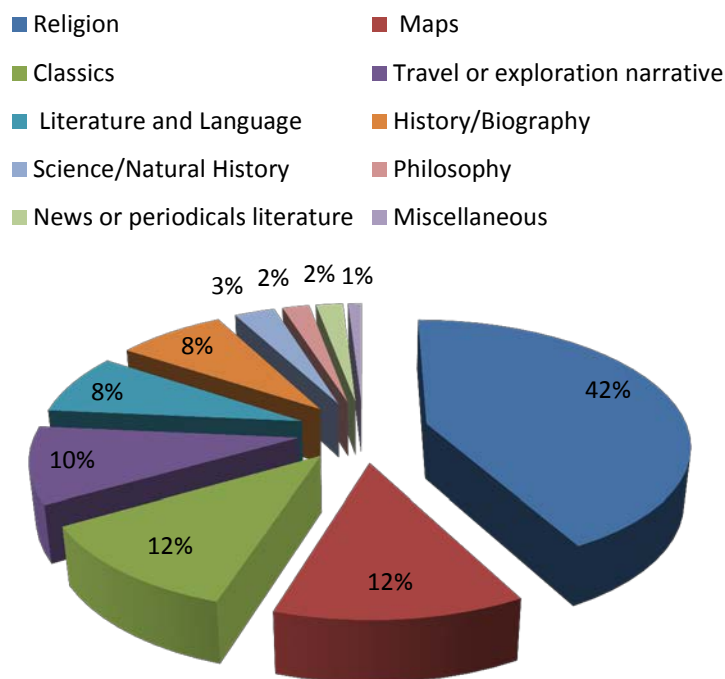 Religion Maps
Classics Travel or exploration narrative
Literature and Language History/Biography
Science/Natural History Philosophy
News or periodicals literature Miscellaneous
3% 2% 2% 1%
8% 42%
8%
10%
12% 12%